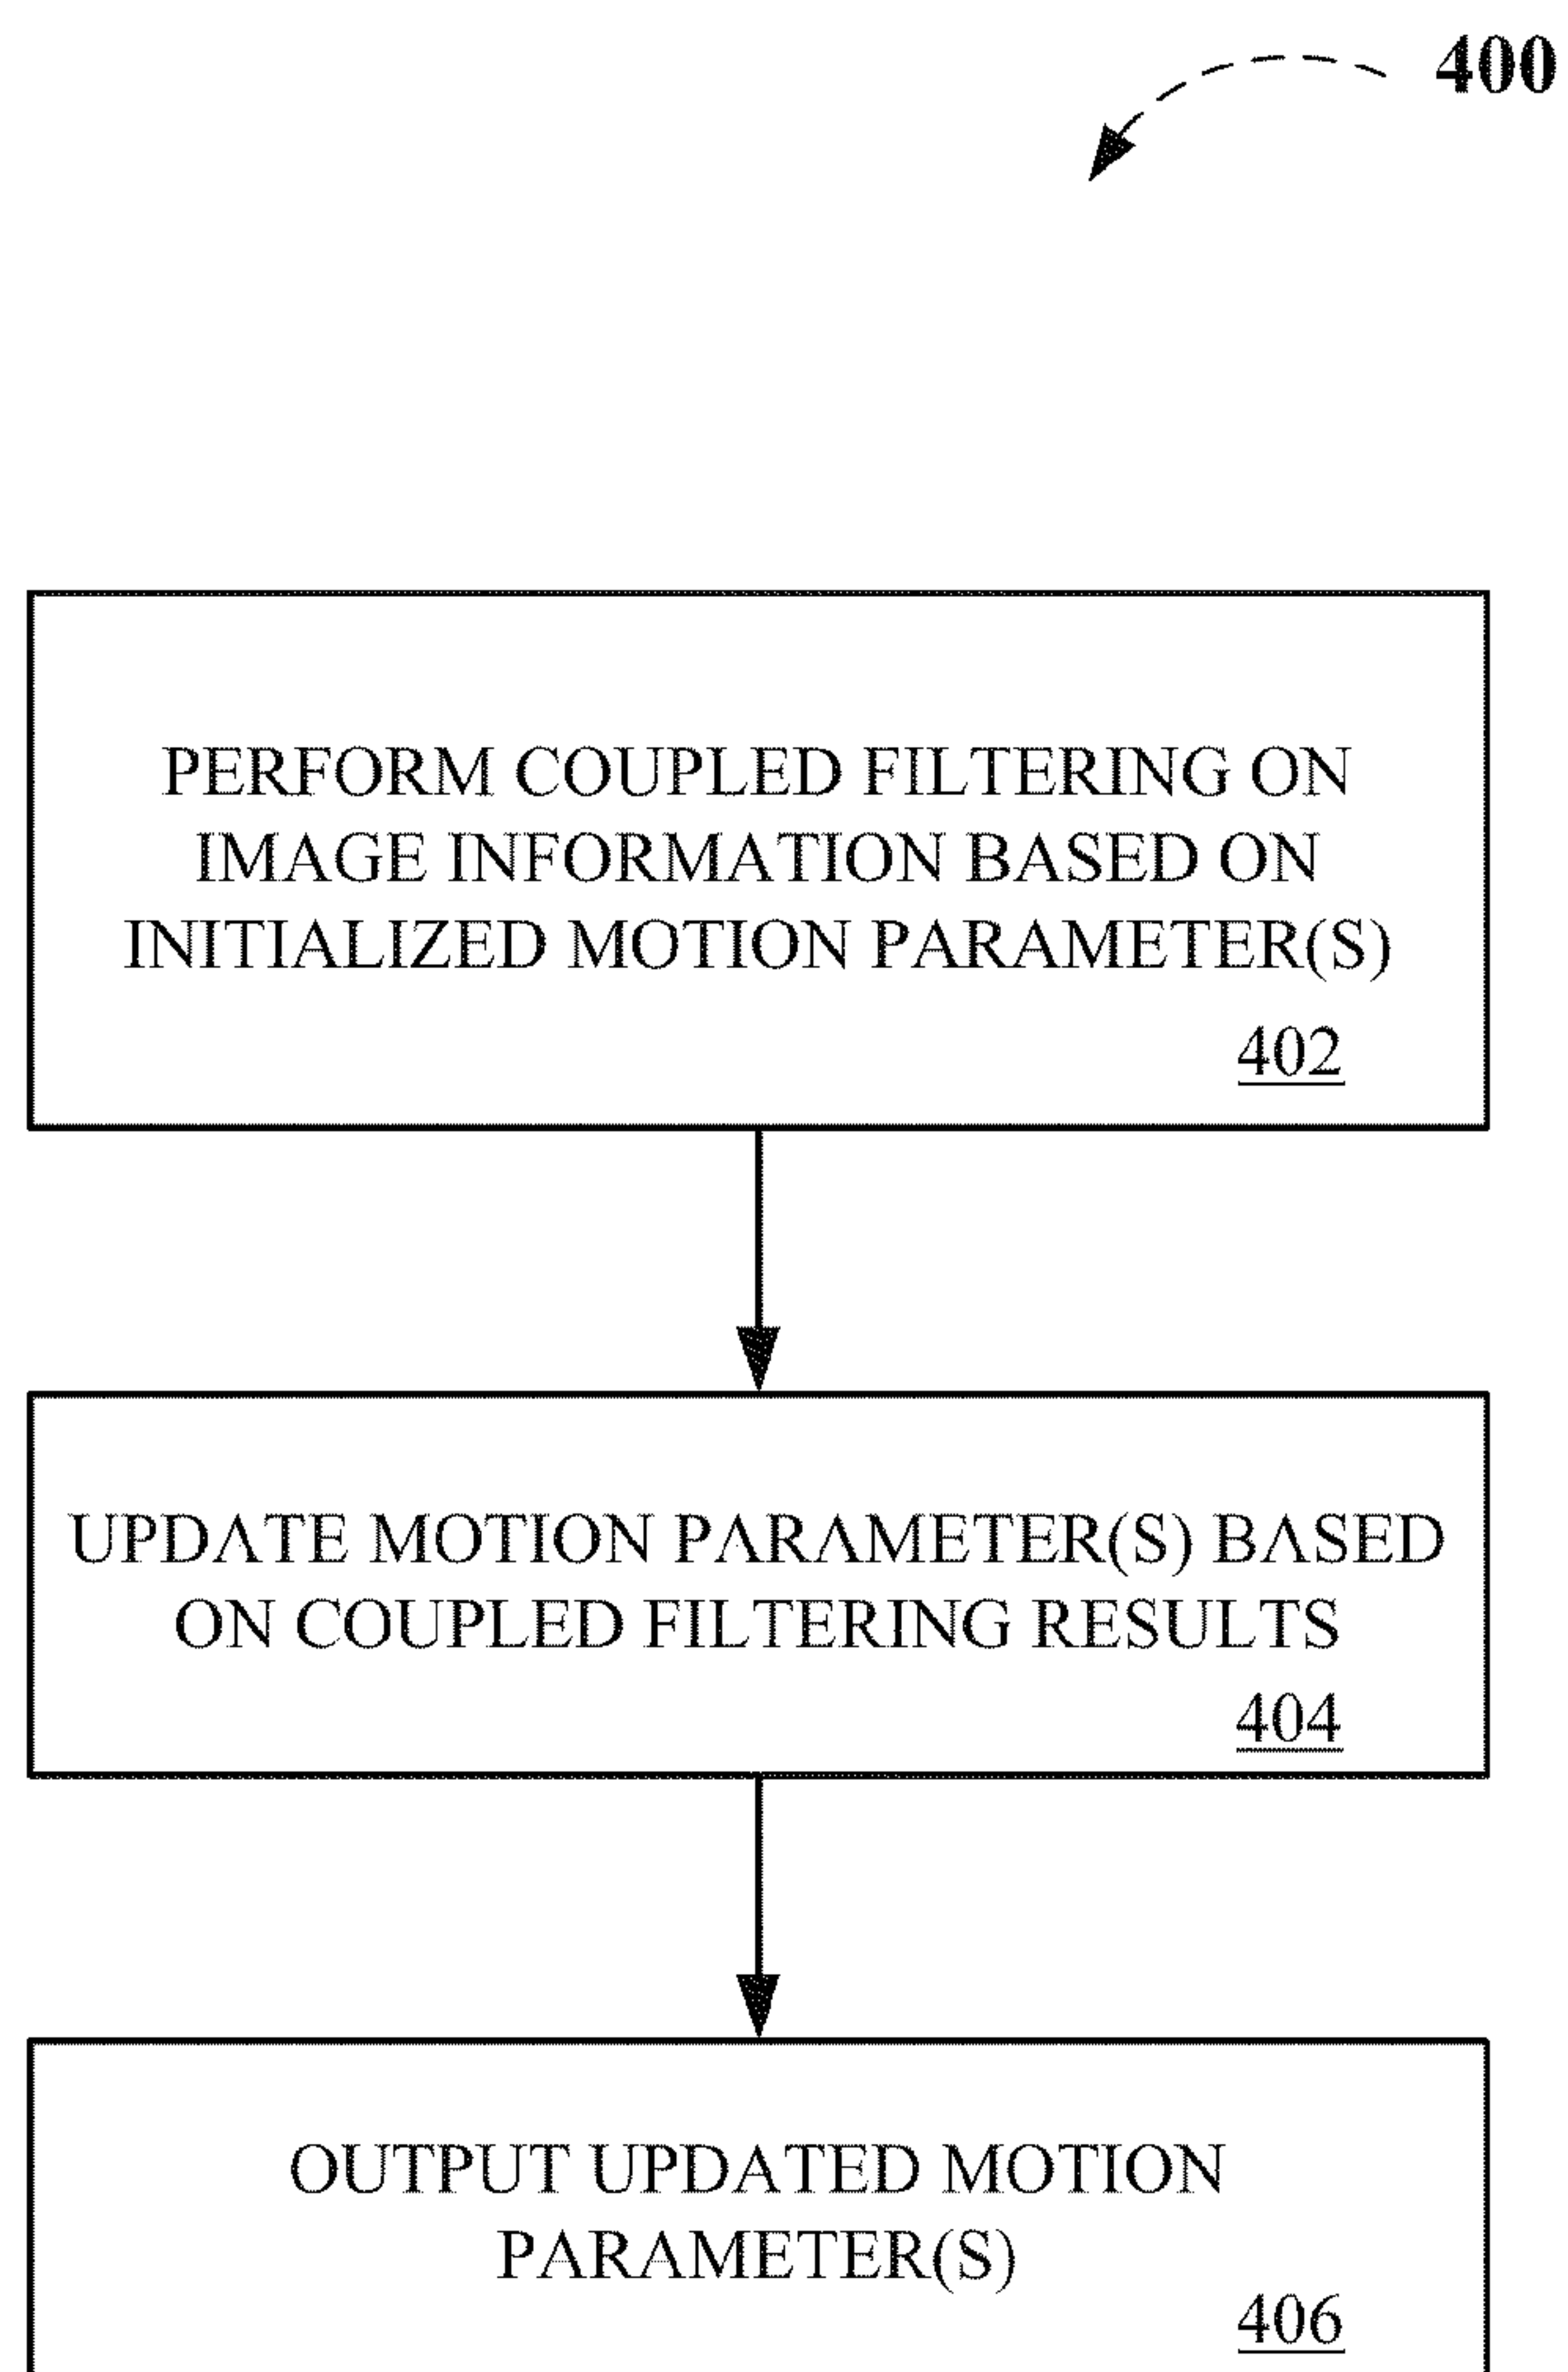 400
PERFORM COUPLED FILTERING ON
IMAGE INFORMATION BASED ON
INITIALIZED MOTION PARAMETER(S)
402
UPDATE MOTION PARAMETER(S) BASED
ON COUPLED FILTERING RESULTS
404
OUTPUT UPDATED MOTION
PARAMETER(S)
406